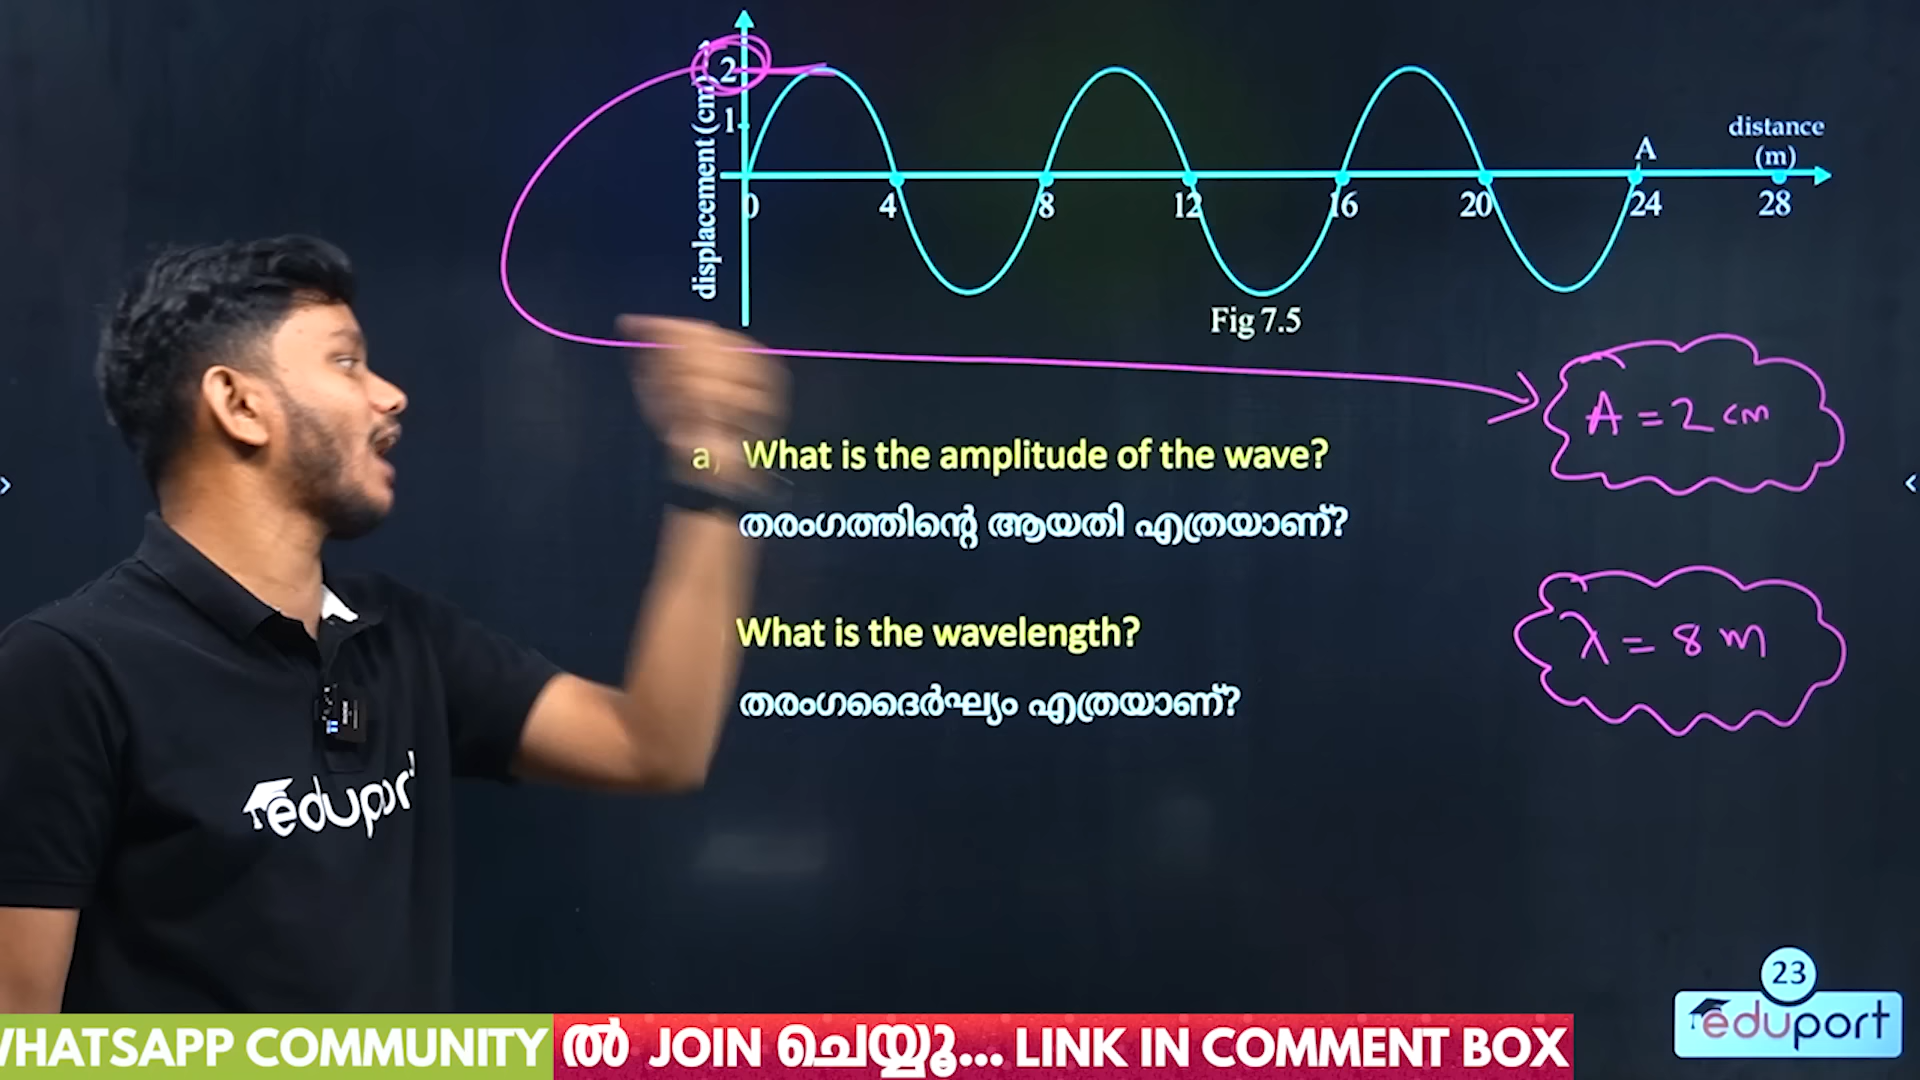 displacement (cm)
2
1
0 4 8 12 16 20 24 28
A
distance
(m)
Fig 7.5
A = 2 cm
a) What is the amplitude of the wave?
തരംഗത്തിന്റെ ആയതി എത്രയാണ്?
λ = 8 m
What is the wavelength?
തരംഗദൈർഘ്യം എത്രയാണ്?
eduport
23
eduport
WHATSAPP COMMUNITY ൽ JOIN ചെയ്യൂ... LINK IN COMMENT BOX